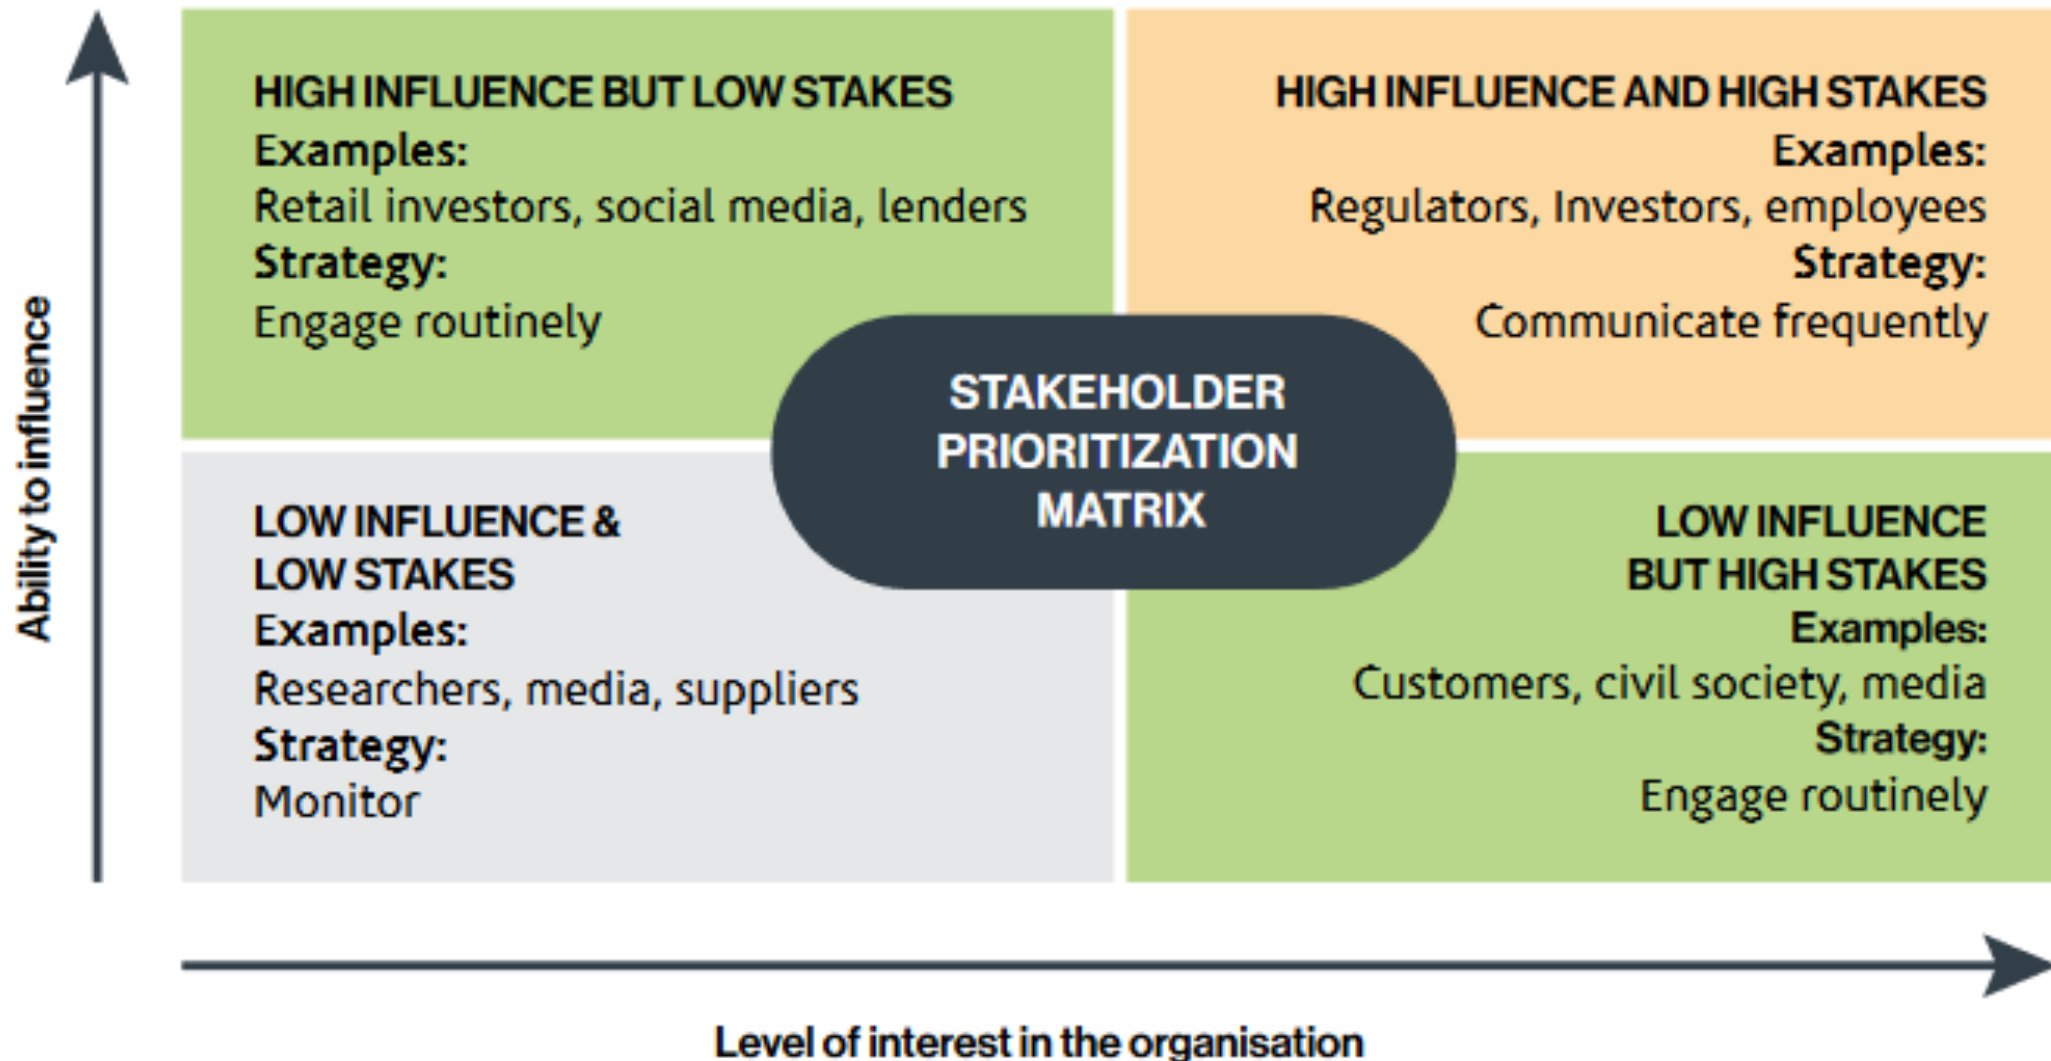 HIGH INFLUENCE BUT LOW STAKES
Examples:
Retail investors, social media, lenders
Strategy:
Engage routinely
HIGH INFLUENCE AND HIGH STAKES
Examples:
Regulators, Investors, employees
Strategy:
Communicate frequently
STAKEHOLDER
PRIORITIZATION
MATRIX
LOW INFLUENCE &
LOW STAKES
Examples:
Researchers, media, suppliers
Strategy:
Monitor
LOW INFLUENCE
BUT HIGH STAKES
Examples:
Customers, civil society, media
Strategy:
Engage routinely
Ability to influence
Level of interest in the organisation